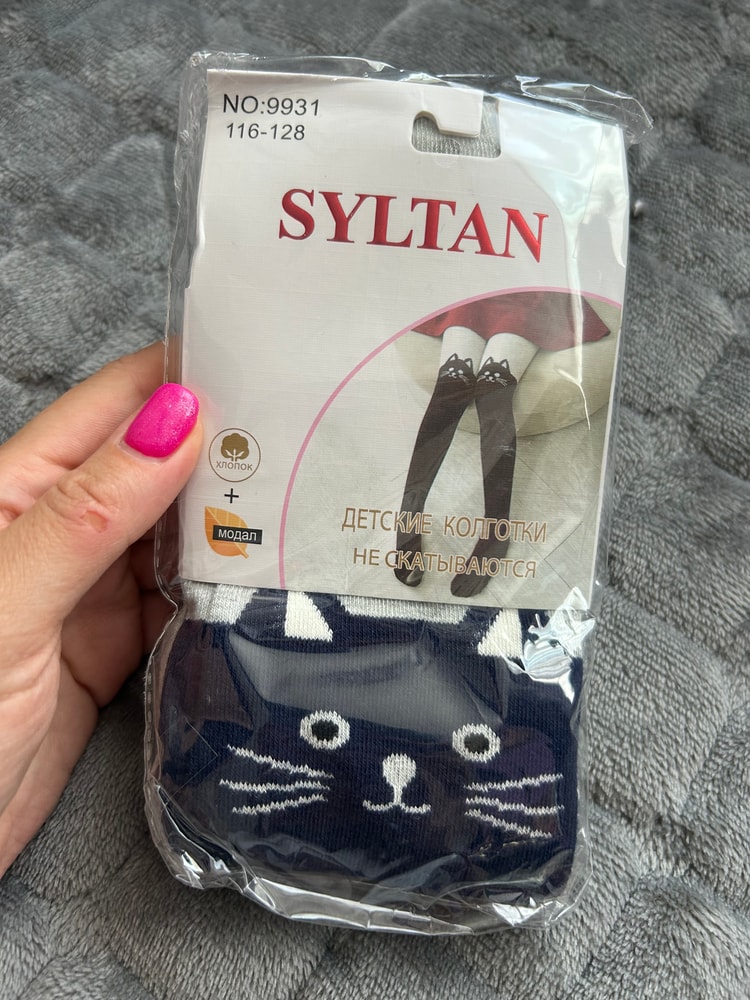 NO:9931
116-128
SYLTAN
ХЛОПОК
+
модал
ДЕТСКИЕ КОЛГОТКИ
НЕ СКАТЫВАЮТСЯ